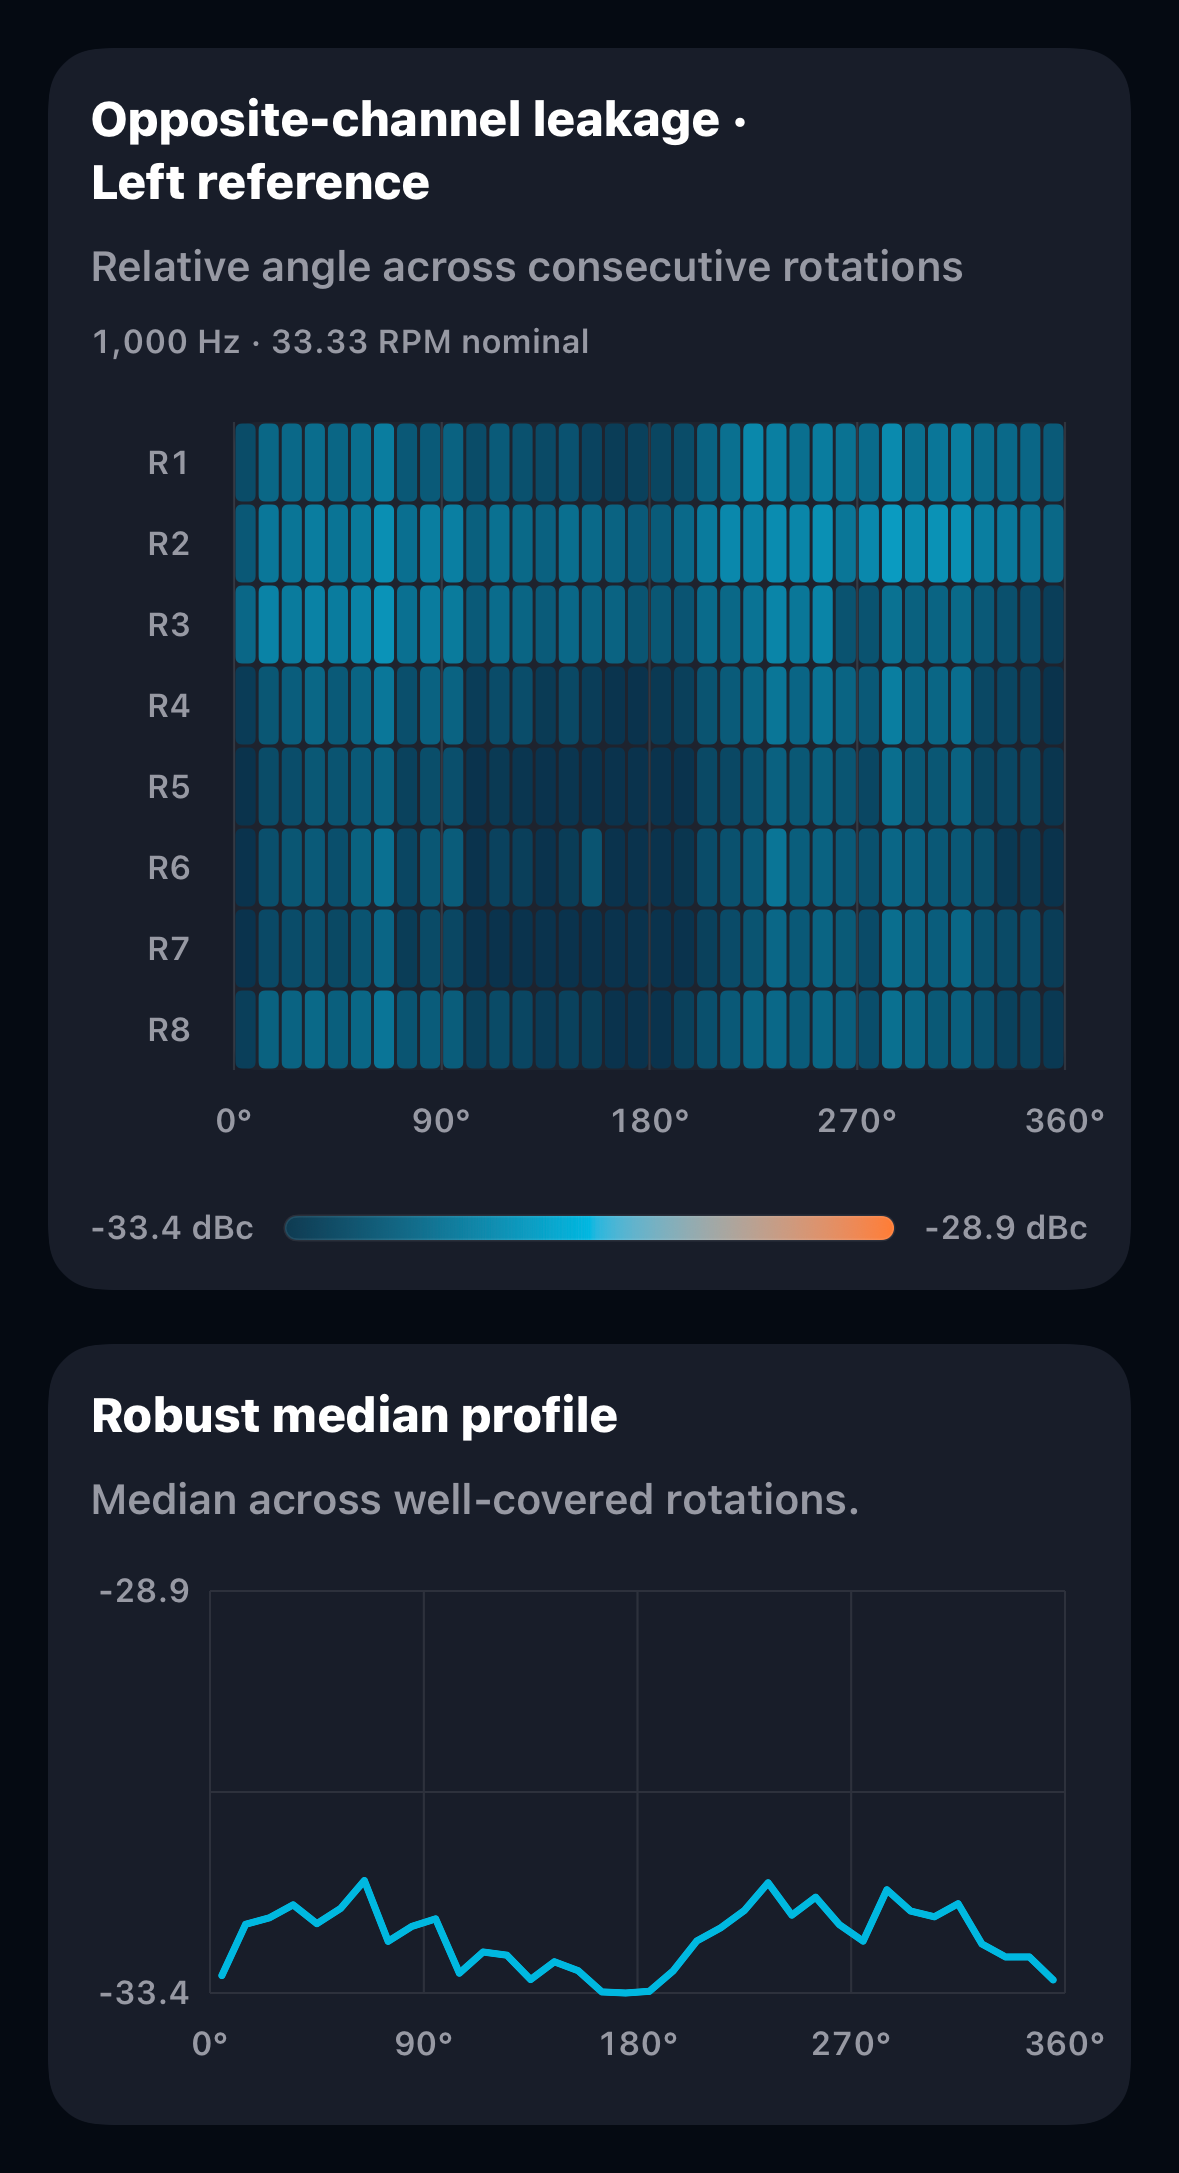 Opposite-channel leakage ·
Left reference
Relative angle across consecutive rotations
1,000 Hz · 33.33 RPM nominal
R1
R2
R3
R4
R5
R6
R7
R8
0° 90° 180° 270° 360°
-33.4 dBc -28.9 dBc
Robust median profile
Median across well-covered rotations.
-28.9
-33.4
0° 90° 180° 270° 360°